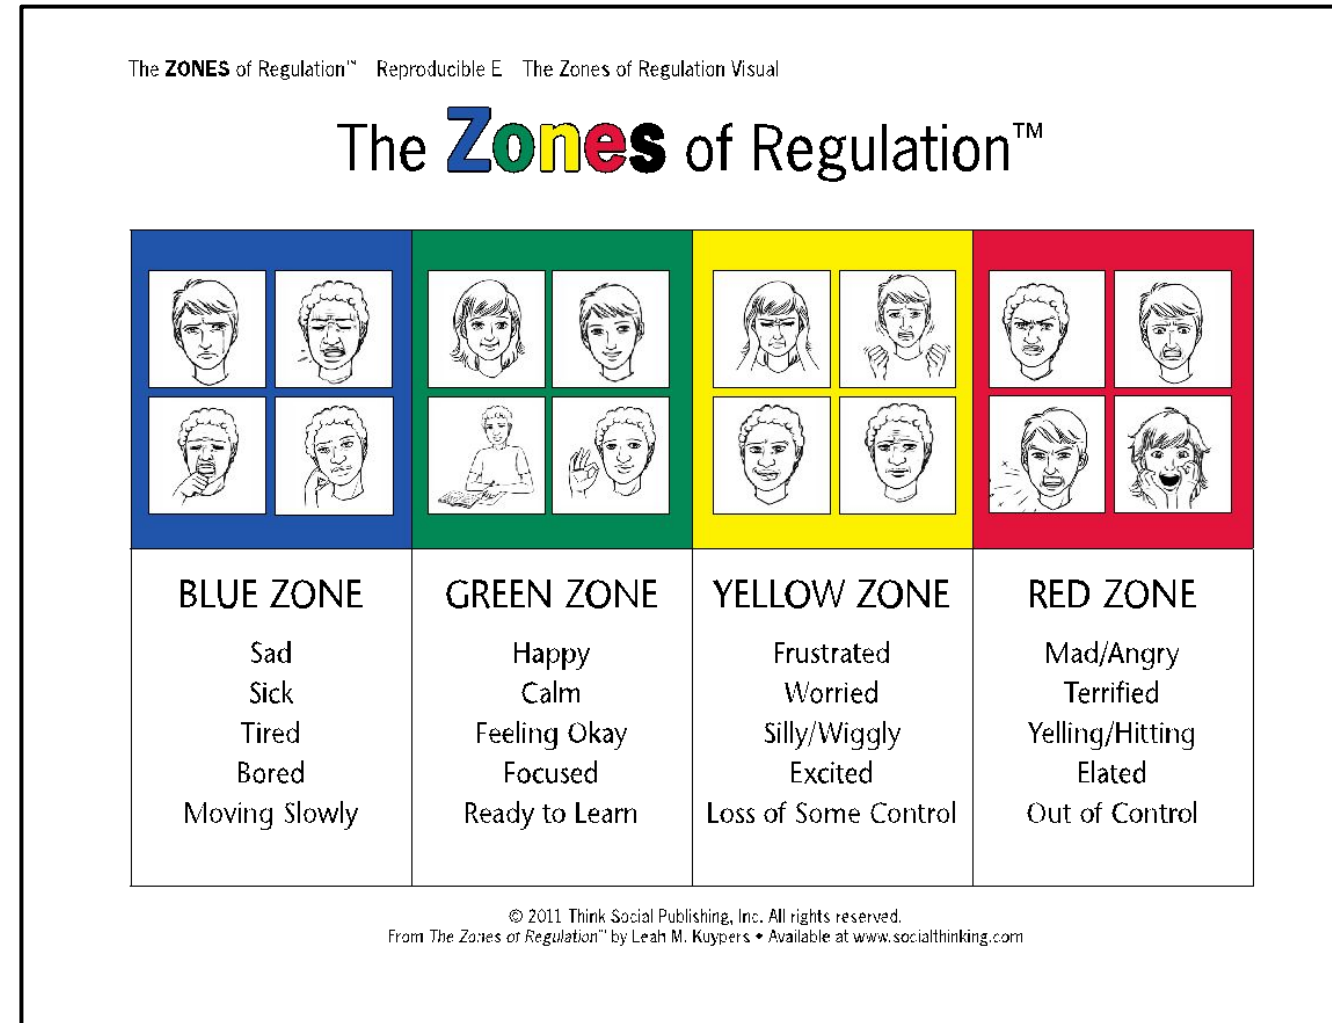 The ZONES of Regulation™ Reproducible E The Zones of Regulation Visual
The Zones of Regulation™
BLUE ZONE
Sad
Sick
Tired
Bored
Moving Slowly
GREEN ZONE
Happy
Calm
Feeling Okay
Focused
Ready to Learn
YELLOW ZONE
Frustrated
Worried
Silly/Wiggly
Excited
Loss of Some Control
RED ZONE
Mad/Angry
Terrified
Yelling/Hitting
Elated
Out of Control
© 2011 Think Social Publishing, Inc. All rights reserved.
From The Zones of Regulation™ by Leah M. Kuypers • Available at www.socialthinking.com